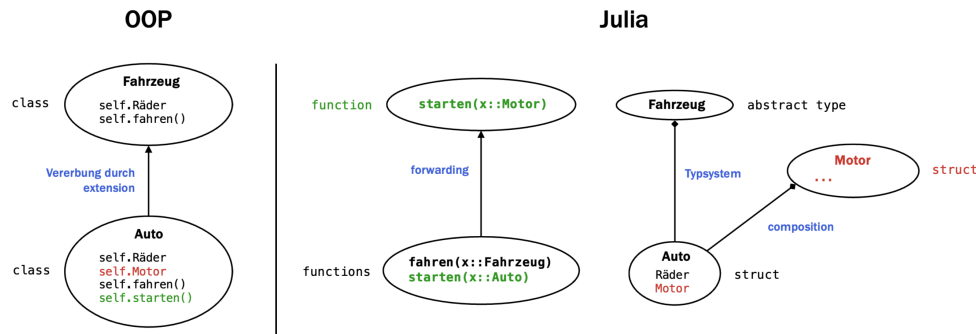 OOP
Fahrzeug
class
self.Räder
self.fahren()
Vererbung durch
extension
Auto
class
self.Räder
self.Motor
self.fahren()
self.starten()
Julia
function
starten(x::Motor)
forwarding
functions
fahren(x::Fahrzeug)
starten(x::Auto)
Fahrzeug
abstract type
Typsystem
Motor
...
struct
composition
Auto
Räder
Motor
struct